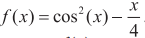 f(x) = cos²(x) − x/4.